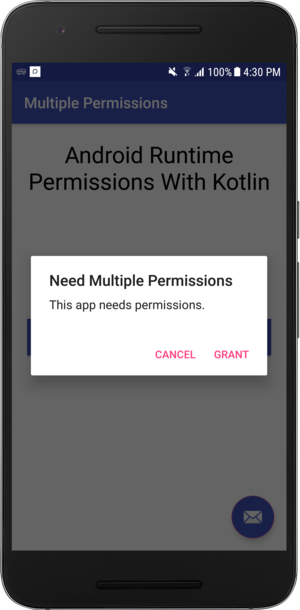 100% 4:30 PM
Multiple Permissions
Android Runtime
Permissions With Kotlin
Need Multiple Permissions
This app needs permissions.
CANCEL GRANT